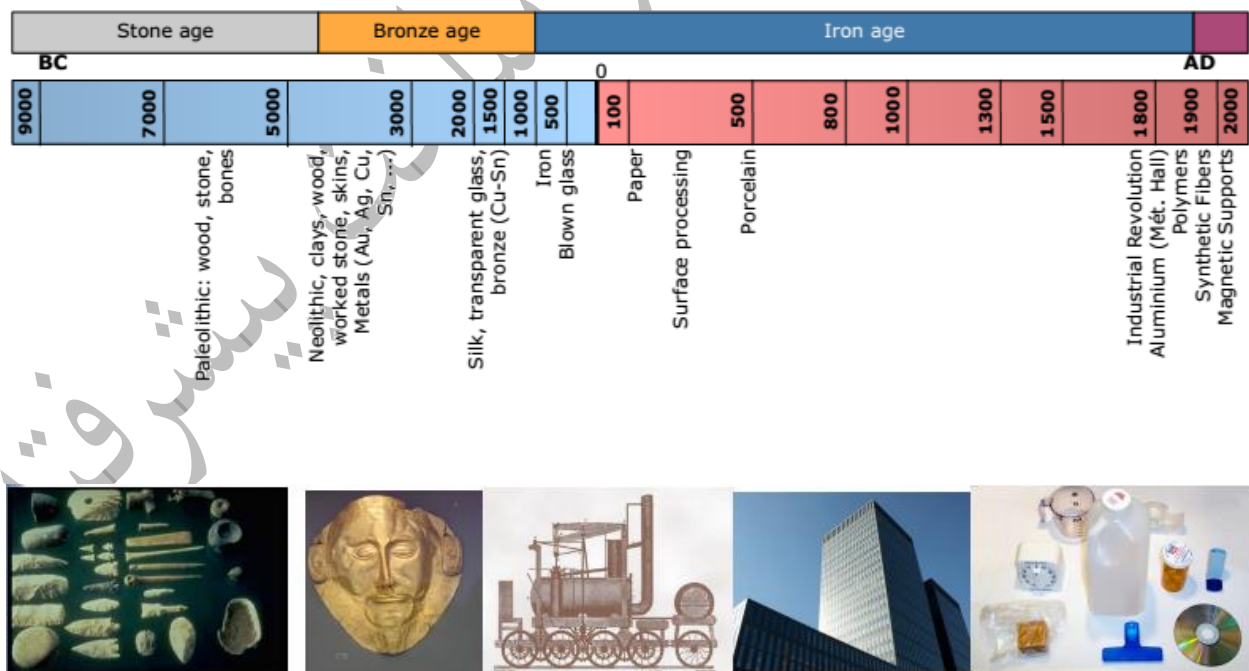 Stone age
Bronze age
Iron age
BC
0
AD
9000
7000
5000
3000
2000
1500
1000
500
100
500
800
1000
1300
1500
1800
1900
2000
Paleolithic: wood, stone,
bones
Neolithic, clays, wood,
worked stone, skins,
Metals (Au, Ag, Cu,
Sn, ...)
Silk, transparent glass,
bronze (Cu-Sn)
Iron
Blown glass
Paper
Surface processing
Porcelain
Industrial Revolution
Aluminium (Mét. Hall)
Polymers
Synthetic Fibers
Magnetic Supports